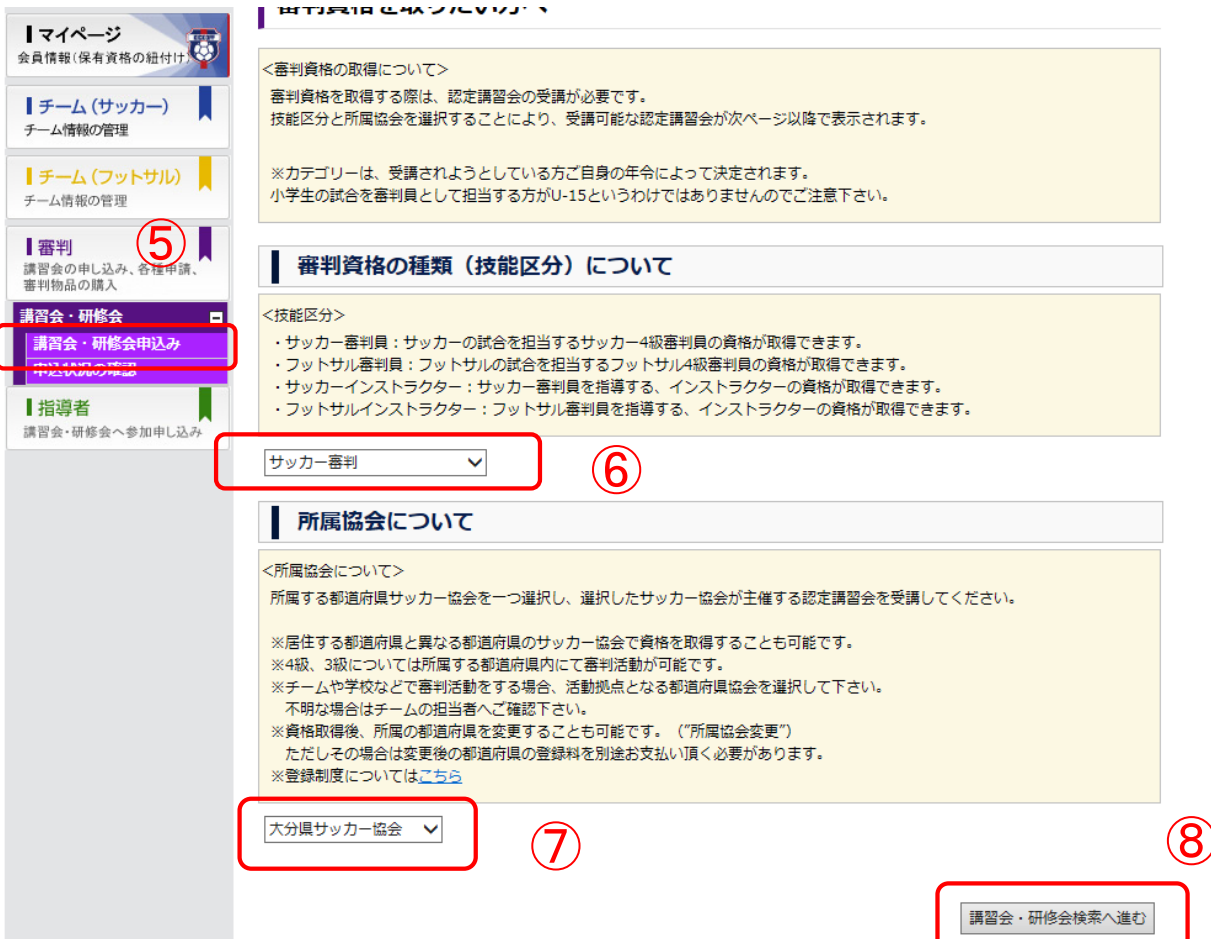 マイページ
会員情報(保有資格の紐付け)
チーム (サッカー)
チーム情報の管理
チーム (フットサル)
チーム情報の管理
⑤
審判
講習会の申し込み、各種申請、
審判物品の購入
講習会・研修会
講習会・研修会申込み
申込状況の確認
指導者
講習会・研修会へ参加申し込み
審判資格を取りたい方へ
<審判資格の取得について>
審判資格を取得する際は、認定講習会の受講が必要です。
技能区分と所属協会を選択することにより、受講可能な認定講習会が次ページ以降で表示されます。
※カテゴリーは、受講されようとしている方ご自身の年令によって決定されます。
小学生の試合を審判員として担当する方がU-15というわけではありませんのでご注意下さい。
審判資格の種類（技能区分）について
<技能区分>
・サッカー審判員：サッカーの試合を担当するサッカー4級審判員の資格が取得できます。
・フットサル審判員：フットサルの試合を担当するフットサル4級審判員の資格が取得できます。
・サッカーインストラクター：サッカー審判員を指導する、インストラクターの資格が取得できます。
・フットサルインストラクター：フットサル審判員を指導する、インストラクターの資格が取得できます。
サッカー審判
⑥
所属協会について
<所属協会について>
所属する都道府県サッカー協会を一つ選択し、選択したサッカー協会が主催する認定講習会を受講してください。
※居住する都道府県と異なる都道府県のサッカー協会で資格を取得することも可能です。
※4級、3級については所属する都道府県内にて審判活動が可能です。
※チームや学校などで審判活動をする場合、活動拠点となる都道府県協会を選択して下さい。
不明な場合はチームの担当者へご確認下さい。
※資格取得後、所属の都道府県を変更することも可能です。（"所属協会変更"）
ただしその場合は変更後の都道府県の登録料を別途お支払い頂く必要があります。
※登録制度についてはこちら
大分県サッカー協会
⑦
⑧
講習会・研修会検索へ進む